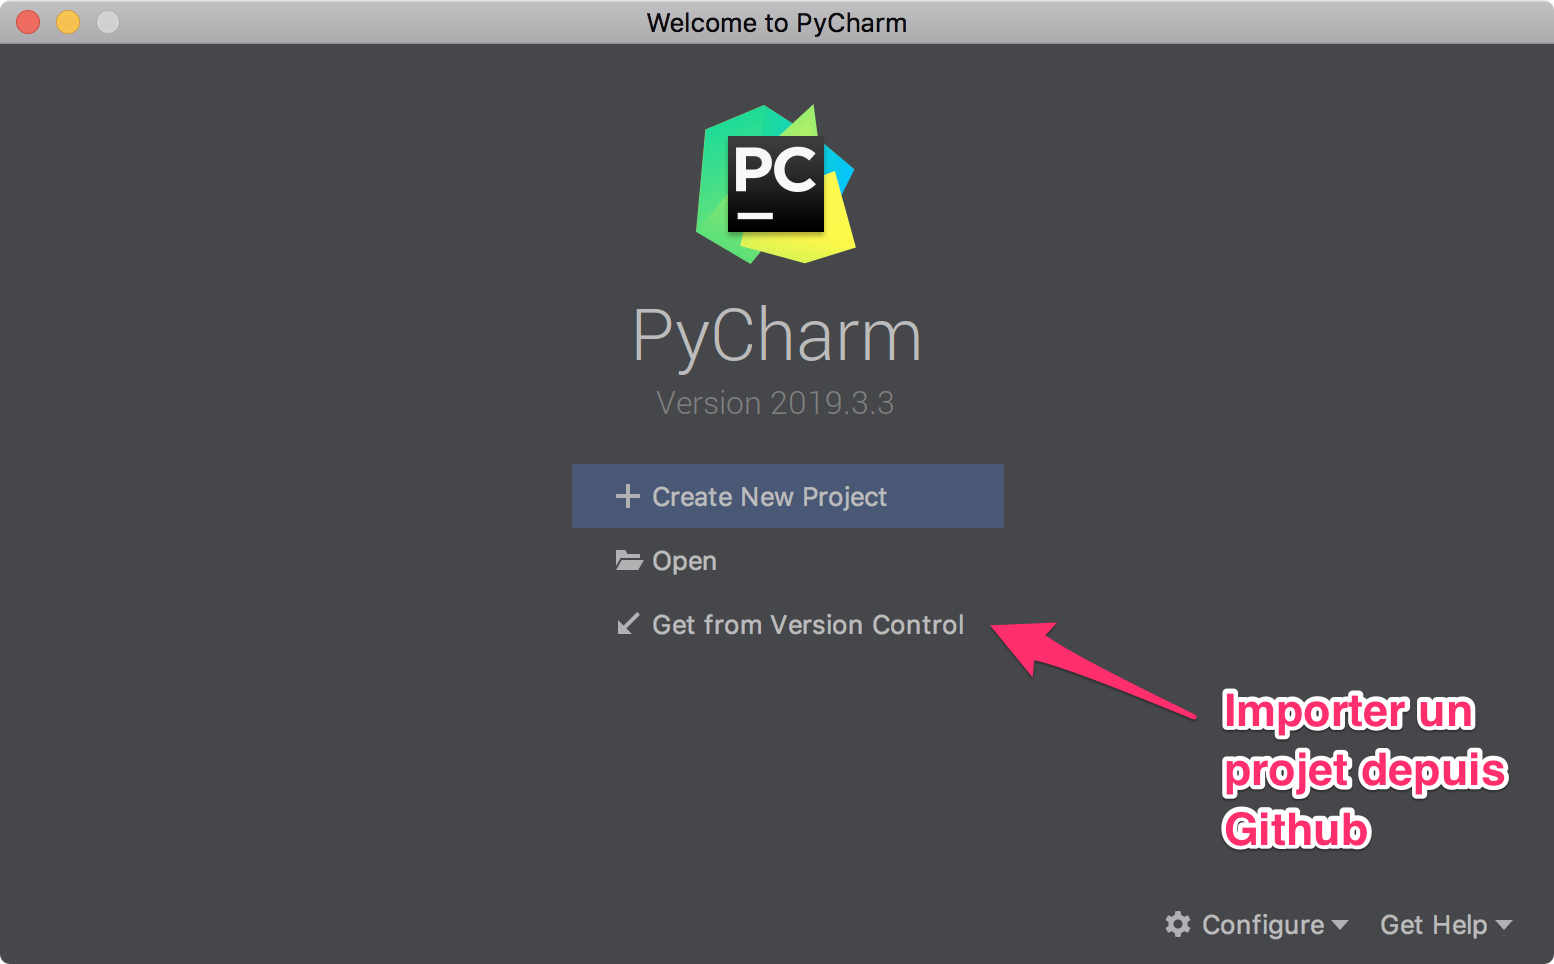 Welcome to PyCharm
PC
PyCharm
Version 2019.3.3
Create New Project
Open
Get from Version Control
Importer un
projet depuis
Github
Configure
Get Help